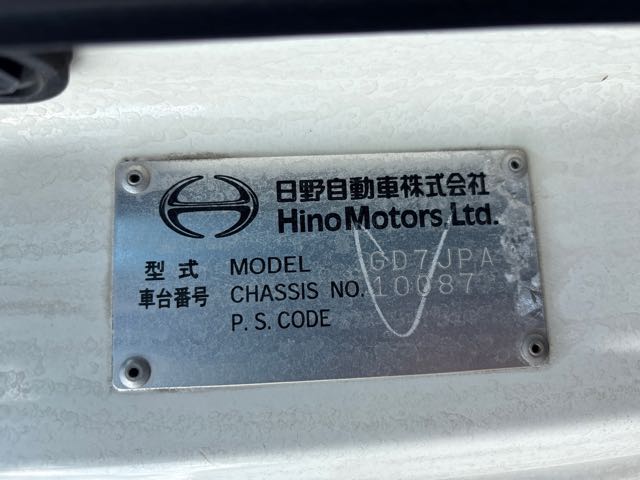 日野自動車株式会社
Hino Motors, Ltd.
型式 MODEL GD7JPA
車台番号 CHASSIS NO. 10087
P.S.CODE